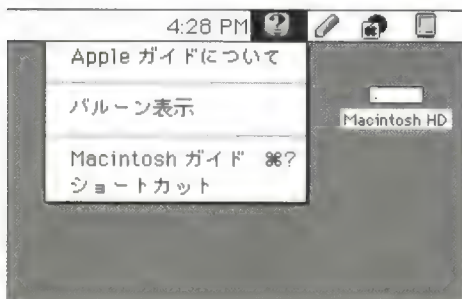 4:28 PM
Apple ガイドについて
バルーン表示
Macintosh HD
Macintosh ガイド ⌘?
ショートカット